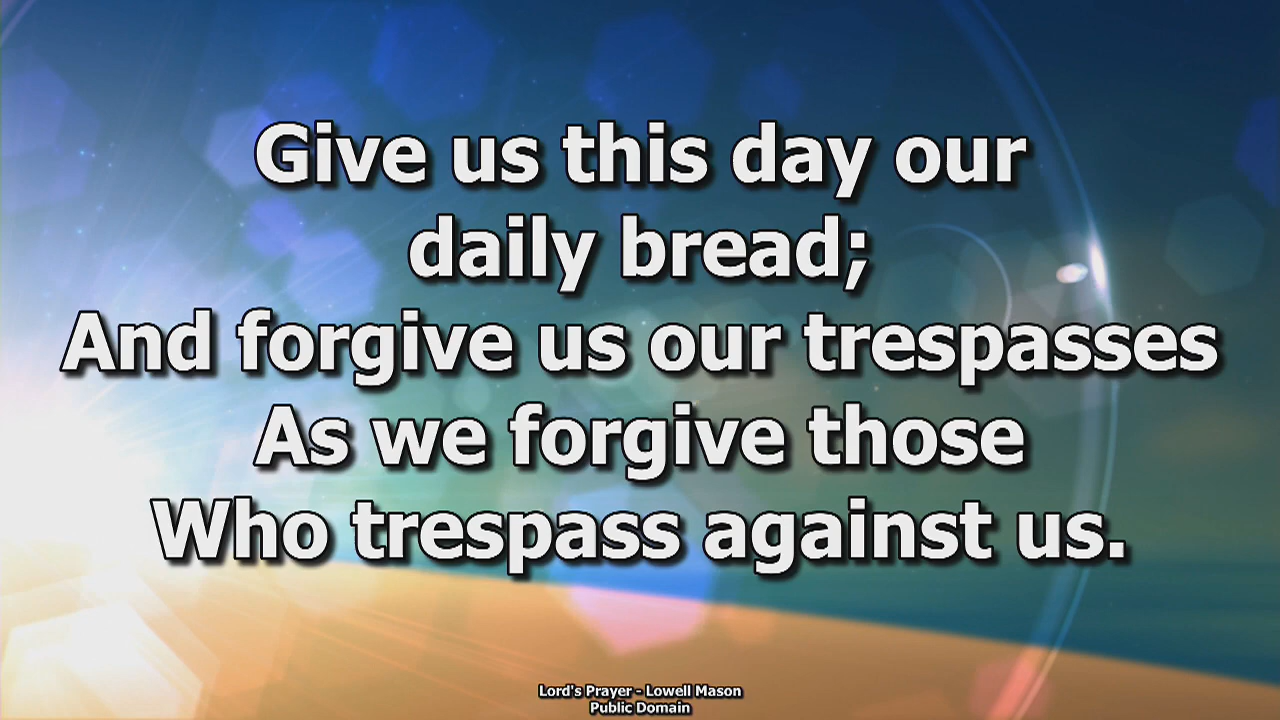 Give us this day our
daily bread;
And forgive us our trespasses
As we forgive those
Who trespass against us.
Lord's Prayer - Lowell Mason
Public Domain